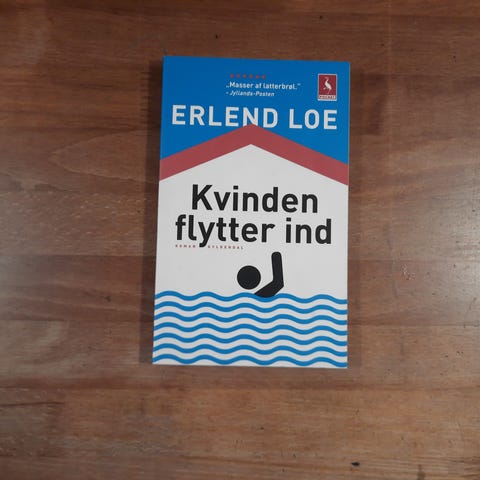 „Masser af latterbrøl.”
- Jyllands-Posten
ERLEND LOE
Kvinden
flytter ind
ROMAN GYLDENDAL